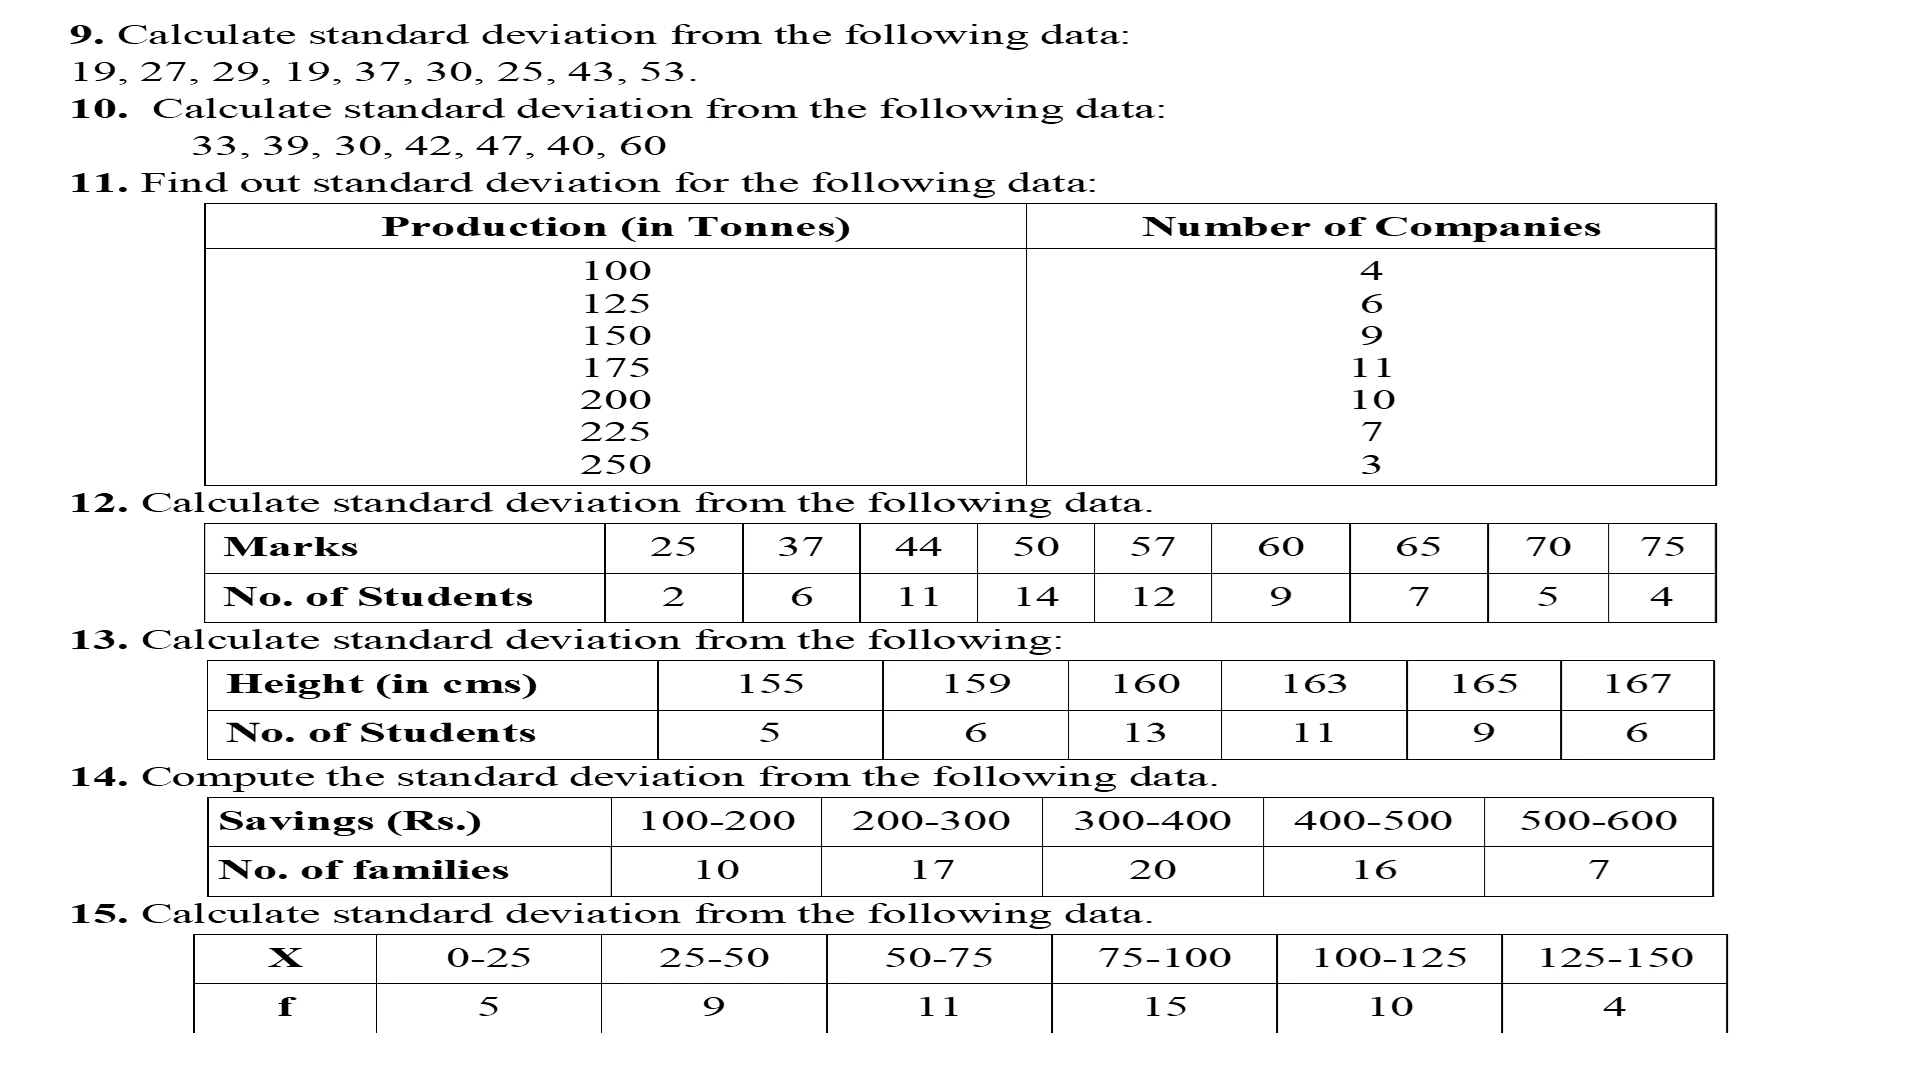 9. Calculate standard deviation from the following data:
19, 27, 29, 19, 37, 30, 25, 43, 53.
10. Calculate standard deviation from the following data:
33, 39, 30, 42, 47, 40, 60
11. Find out standard deviation for the following data:
Production (in Tonnes) Number of Companies
100 4
125 6
150 9
175 11
200 10
225 7
250 3
12. Calculate standard deviation from the following data.
Marks 25 37 44 50 57 60 65 70 75
No. of Students 2 6 11 14 12 9 7 5 4
13. Calculate standard deviation from the following:
Height (in cms) 155 159 160 163 165 167
No. of Students 5 6 13 11 9 6
14. Compute the standard deviation from the following data.
Savings (Rs.) 100-200 200-300 300-400 400-500 500-600
No. of families 10 17 20 16 7
15. Calculate standard deviation from the following data.
X 0-25 25-50 50-75 75-100 100-125 125-150
f 5 9 11 15 10 4